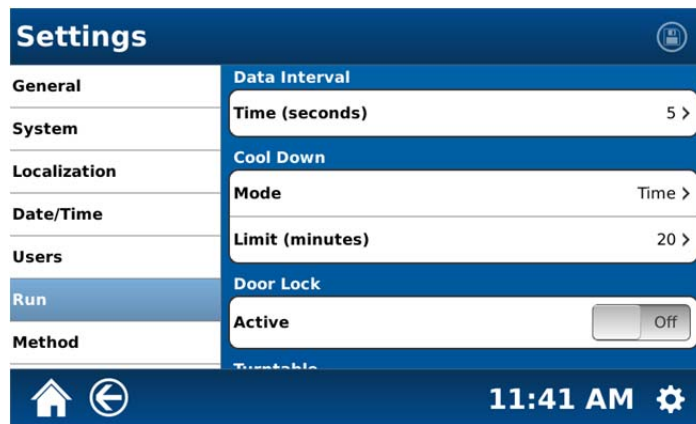 Settings
General
System
Localization
Date/Time
Users
Run
Method
Data Interval
Time (seconds) 5 >
Cool Down
Mode Time >
Limit (minutes) 20 >
Door Lock
Active Off
Turntable
11:41 AM